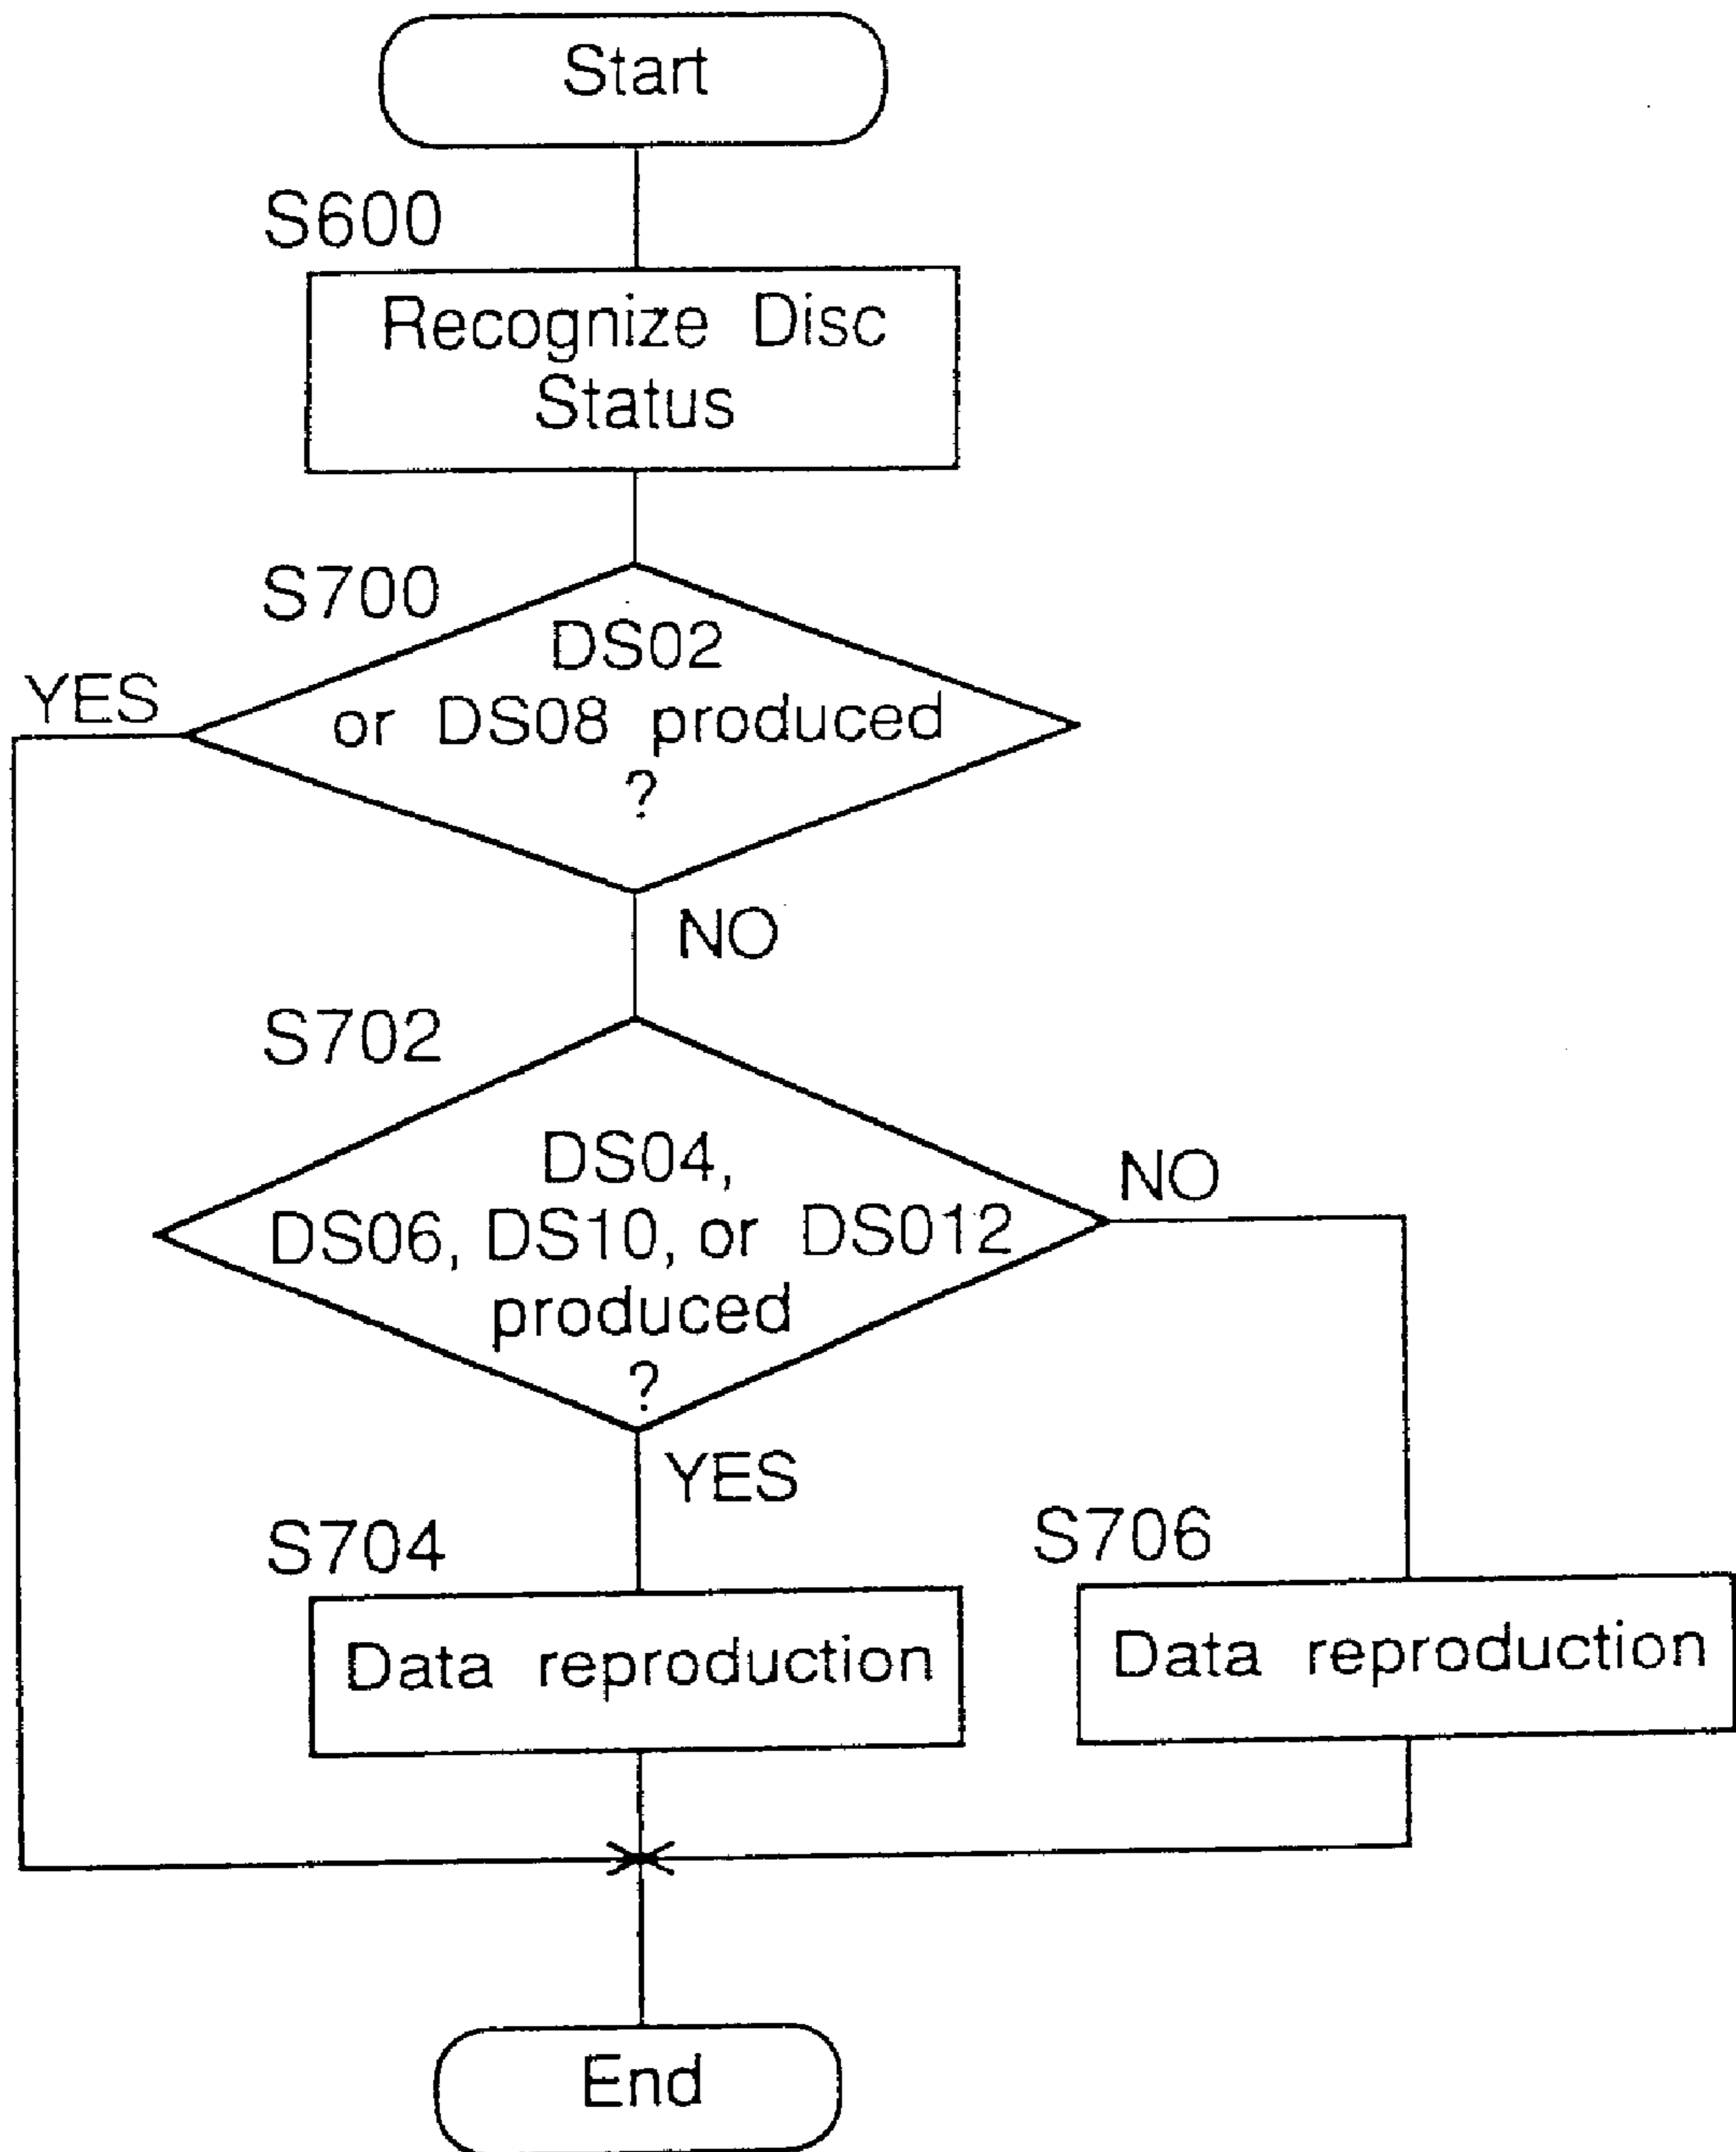 Start
S600
Recognize Disc
Status
S700
DS02
YES
or DS08 produced
?
NO
S702
DS04,
NO
DS06, DS10, or DS012
produced
?
YES
S704
S706
Data reproduction
Data reproduction
End